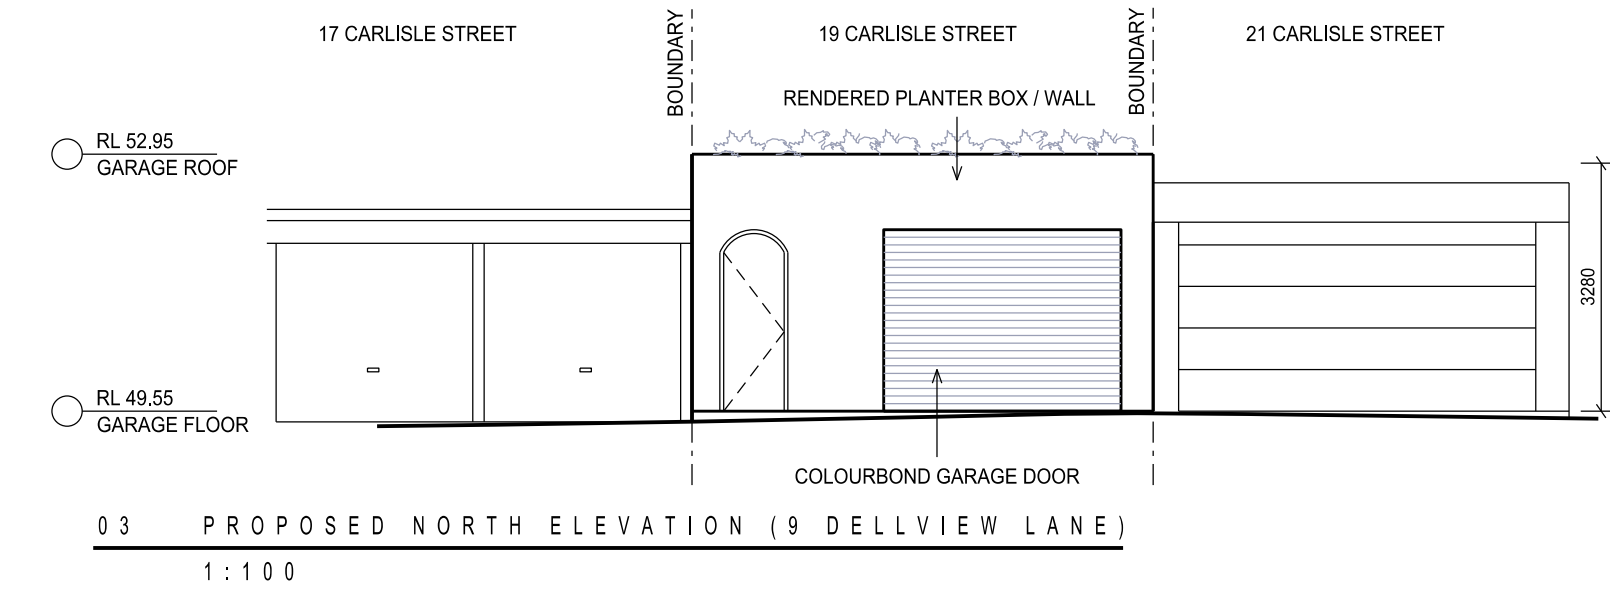 17 CARLISLE STREET
BOUNDARY
19 CARLISLE STREET
BOUNDARY
21 CARLISLE STREET
RENDERED PLANTER BOX / WALL
RL 52.95
GARAGE ROOF
3280
RL 49.55
GARAGE FLOOR
COLOURBOND GARAGE DOOR
03 PROPOSED NORTH ELEVATION (9 DELLVIEW LANE)
1:100